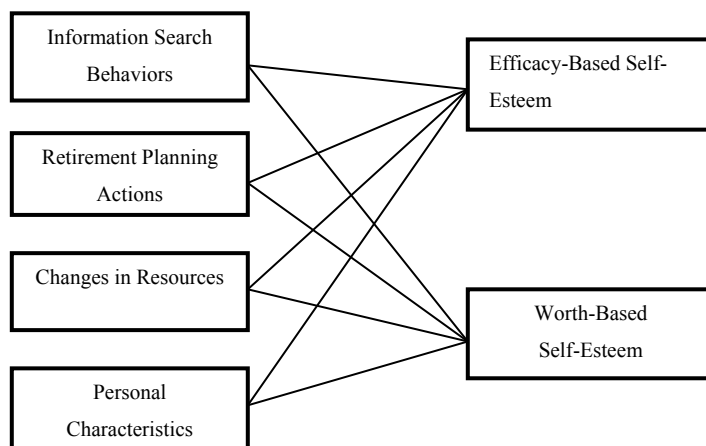 Information Search
Behaviors
Efficacy-Based Self-
Esteem
Retirement Planning
Actions
Changes in Resources
Worth-Based
Self-Esteem
Personal
Characteristics